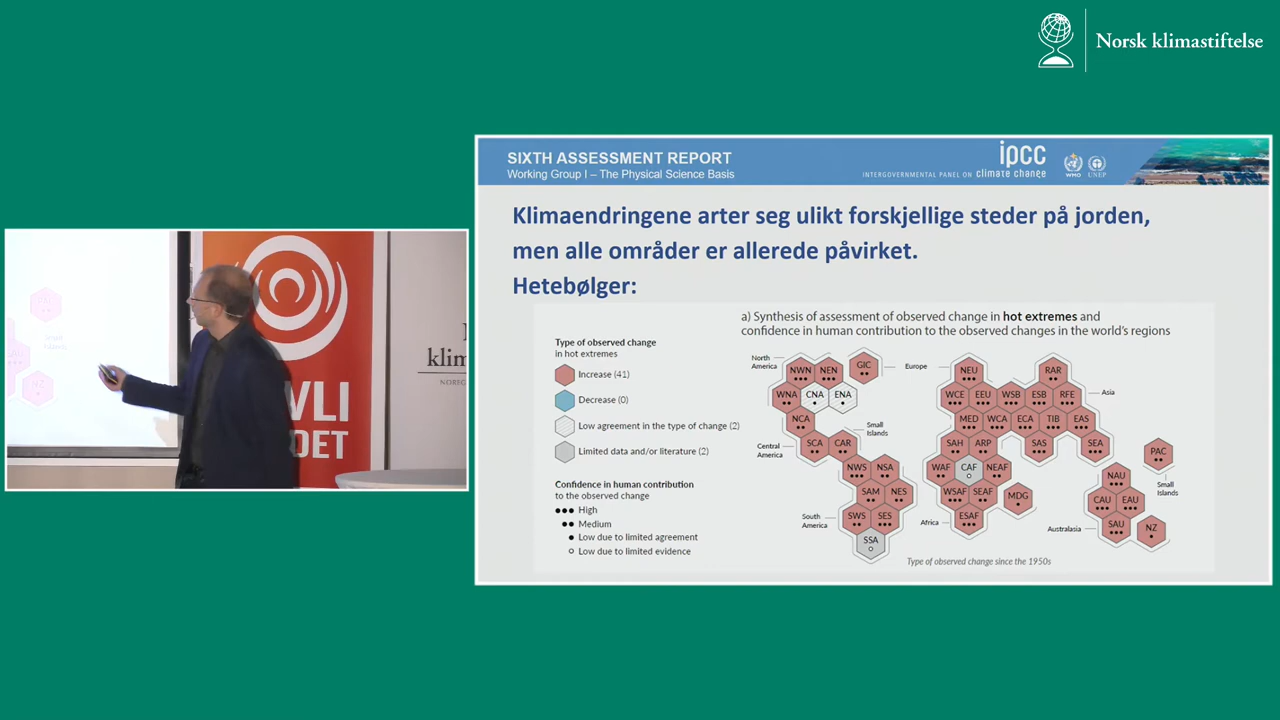 Norsk klimastiftelse
SIXTH ASSESSMENT REPORT
Working Group I – The Physical Science Basis
ipcc
INTERGOVERNMENTAL PANEL ON climate change
WMO
UNEP
Klimaendringene arter seg ulikt forskjellige steder på jorden,
men alle områder er allerede påvirket.
Hetebølger:
a) Synthesis of assessment of observed change in hot extremes and
confidence in human contribution to the observed changes in the world's regions
Type of observed change
in hot extremes
Increase (41)
Decrease (0)
Low agreement in the type of change (2)
Limited data and/or literature (2)
Confidence in human contribution
to the observed change
High
Medium
Low due to limited agreement
Low due to limited evidence
North
America
NWN NEN GIC
WNA CNA ENA
NCA
Small
Islands
Central
America
SCA CAR
NWS NSA
SAM NES
South
America
SWS SES
SSA
Europe
NEU RAR
WCE EEU WSB ESB RFE
Asia
MED WCA ECA TIB EAS
SAH ARP SAS SEA
WAF CAF NEAF
WSAF SEAF MDG
Africa
ESAF
PAC
Small
Islands
NAU
CAU EAU
Australasia
SAU NZ
Type of observed change since the 1950s
VLI
DET
klim